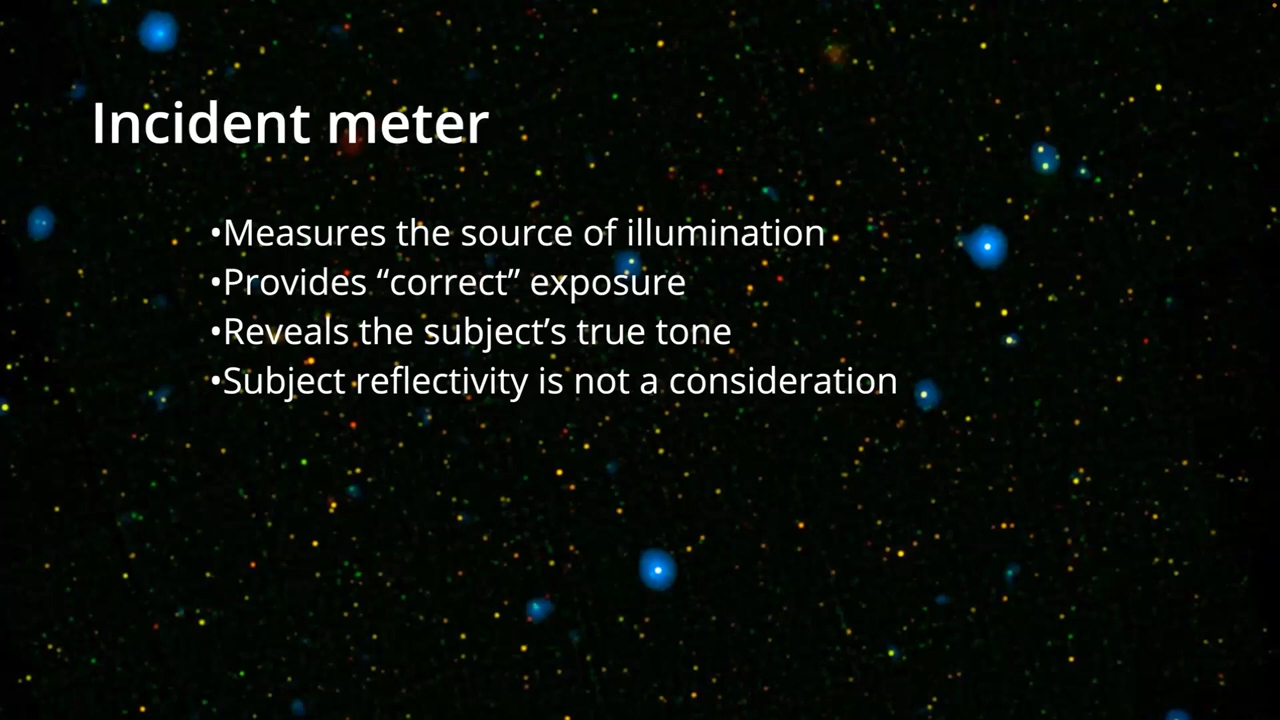 Incident meter
•Measures the source of illumination
•Provides “correct” exposure
•Reveals the subject’s true tone
•Subject reflectivity is not a consideration